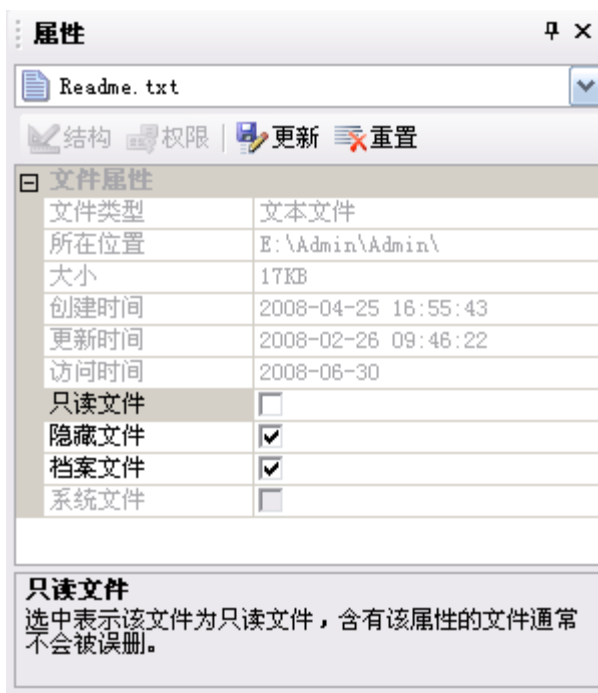 属性
Readme.txt
结构 权限 更新 重置
文件属性
文件类型 文本文件
所在位置 E:\Admin\Admin\
大小 17KB
创建时间 2008-04-25 16:55:43
更新时间 2008-02-26 09:46:22
访问时间 2008-06-30
只读文件
隐藏文件
档案文件
系统文件
只读文件
选中表示该文件为只读文件，含有该属性的文件通常
不会被误删。